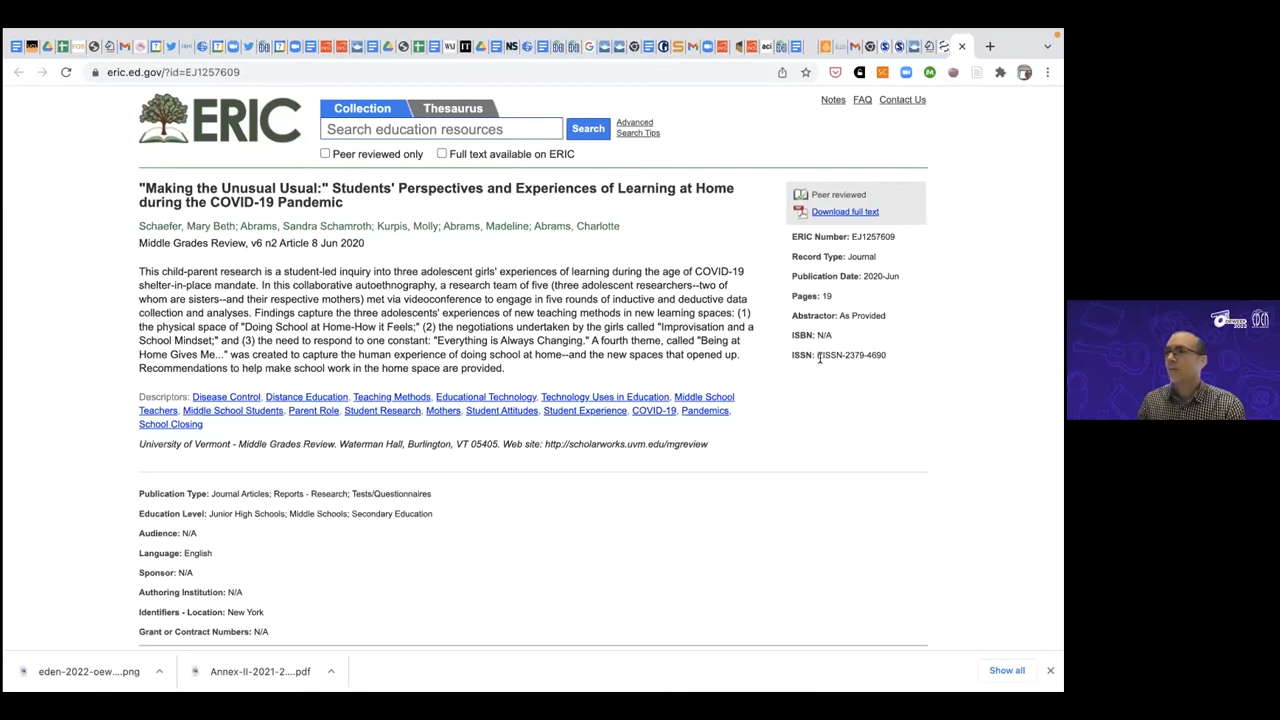 eric.ed.gov/?id=EJ1257609
Notes FAQ Contact Us
ERIC
Collection Thesaurus
Search education resources
Search
Advanced
Search Tips
Peer reviewed only Full text available on ERIC
"Making the Unusual Usual:" Students' Perspectives and Experiences of Learning at Home
during the COVID-19 Pandemic
Schaefer, Mary Beth; Abrams, Sandra Schamroth; Kurpis, Molly; Abrams, Madeline; Abrams, Charlotte
Middle Grades Review, v6 n2 Article 8 Jun 2020
This child-parent research is a student-led inquiry into three adolescent girls' experiences of learning during the age of COVID-19
shelter-in-place mandate. In this collaborative autoethnography, a research team of five (three adolescent researchers--two of
whom are sisters--and their respective mothers) met via videoconference to engage in five rounds of inductive and deductive data
collection and analyses. Findings capture the three adolescents' experiences of new teaching methods in new learning spaces: (1)
the physical space of "Doing School at Home-How it Feels;" (2) the negotiations undertaken by the girls called "Improvisation and a
School Mindset;" and (3) the need to respond to one constant: "Everything is Always Changing." A fourth theme, called "Being at
Home Gives Me..." was created to capture the human experience of doing school at home--and the new spaces that opened up.
Recommendations to help make school work in the home space are provided.
Descriptors: Disease Control, Distance Education, Teaching Methods, Educational Technology, Technology Uses in Education, Middle School
Teachers, Middle School Students, Parent Role, Student Research, Mothers, Student Attitudes, Student Experience, COVID-19, Pandemics,
School Closing
University of Vermont - Middle Grades Review. Waterman Hall, Burlington, VT 05405. Web site: http://scholarworks.uvm.edu/mgreview
Peer reviewed
Download full text
ERIC Number: EJ1257609
Record Type: Journal
Publication Date: 2020-Jun
Pages: 19
Abstractor: As Provided
ISBN: N/A
ISSN: ISSN-2379-4690
Publication Type: Journal Articles; Reports - Research; Tests/Questionnaires
Education Level: Junior High Schools; Middle Schools; Secondary Education
Audience: N/A
Language: English
Sponsor: N/A
Authoring Institution: N/A
Identifiers - Location: New York
Grant or Contract Numbers: N/A
eden-2022-oew....png
Annex-II-2021-2....pdf
Show all
OEWEEK
2022
EDEN